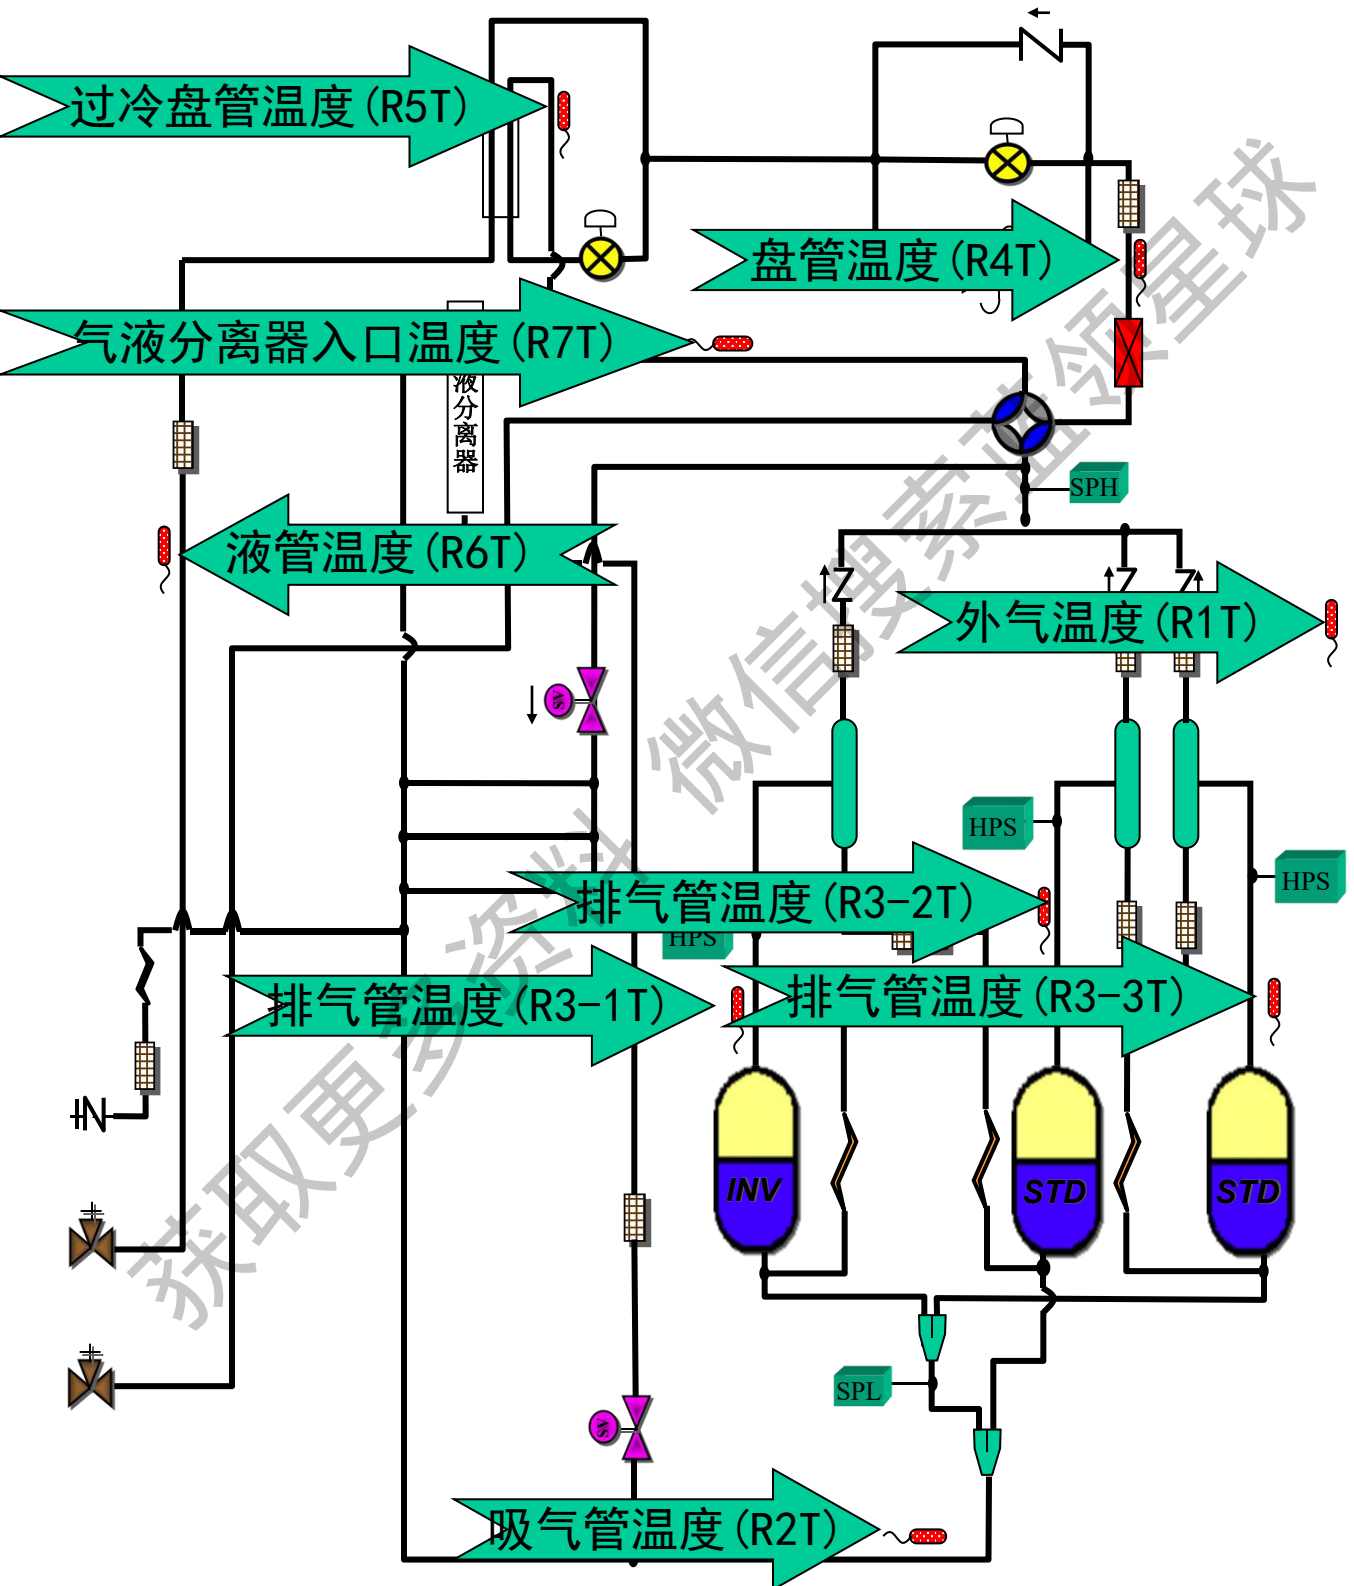 过冷盘管温度(R5T)
盘管温度(R4T)
气液分离器入口温度(R7T)
液分离器
SPH
液管温度(R6T)
外气温度(R1T)
SV
HPS
HPS
排气管温度(R3-2T)
HPS
排气管温度(R3-1T)
排气管温度(R3-3T)
INV
STD
STD
SPL
SV
吸气管温度(R2T)
获取更多资料 微信搜索蓝领星球